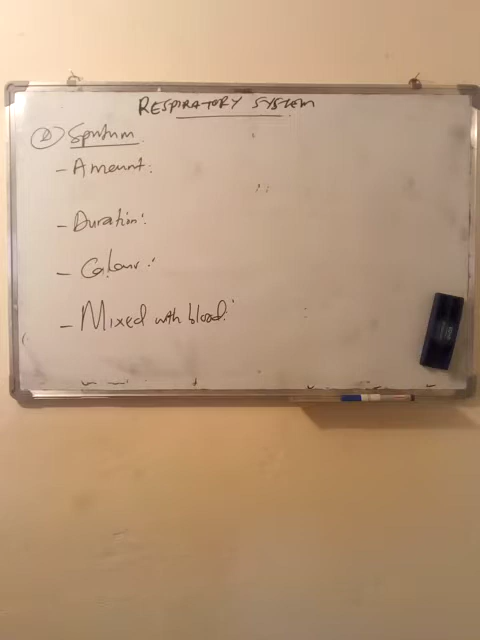 RESPIRATORY SYSTEM
② Sputum
- Amount:
- Duration:
- Colour:
- Mixed with blood: